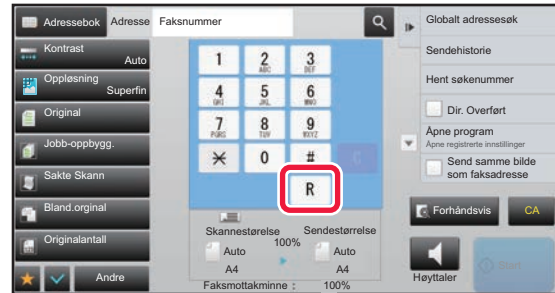 Adressebok
Adresse
Faksnummer
Kontrast
Auto
Oppløsning
Superfin
Original
Jobb-oppbygg.
Sakte Skann
Bland.orginal
Originalantall
Andre
1 2 3
ABC DEF
4 5 6
GHI JKL MNO
7 8 9
PQRS TUV WXYZ
0 #
C
R
Skannestørelse Sendestørrelse
100%
Auto Auto
A4 A4
Faksmottakminne : 100%
Globalt adressesøk
Sendehistorie
Hent søkenummer
Dir. Overført
Åpne program
Åpne registrerte innstillinger
Send samme bilde
som faksadresse
Forhåndsvis
CA
Høyttaler
Start